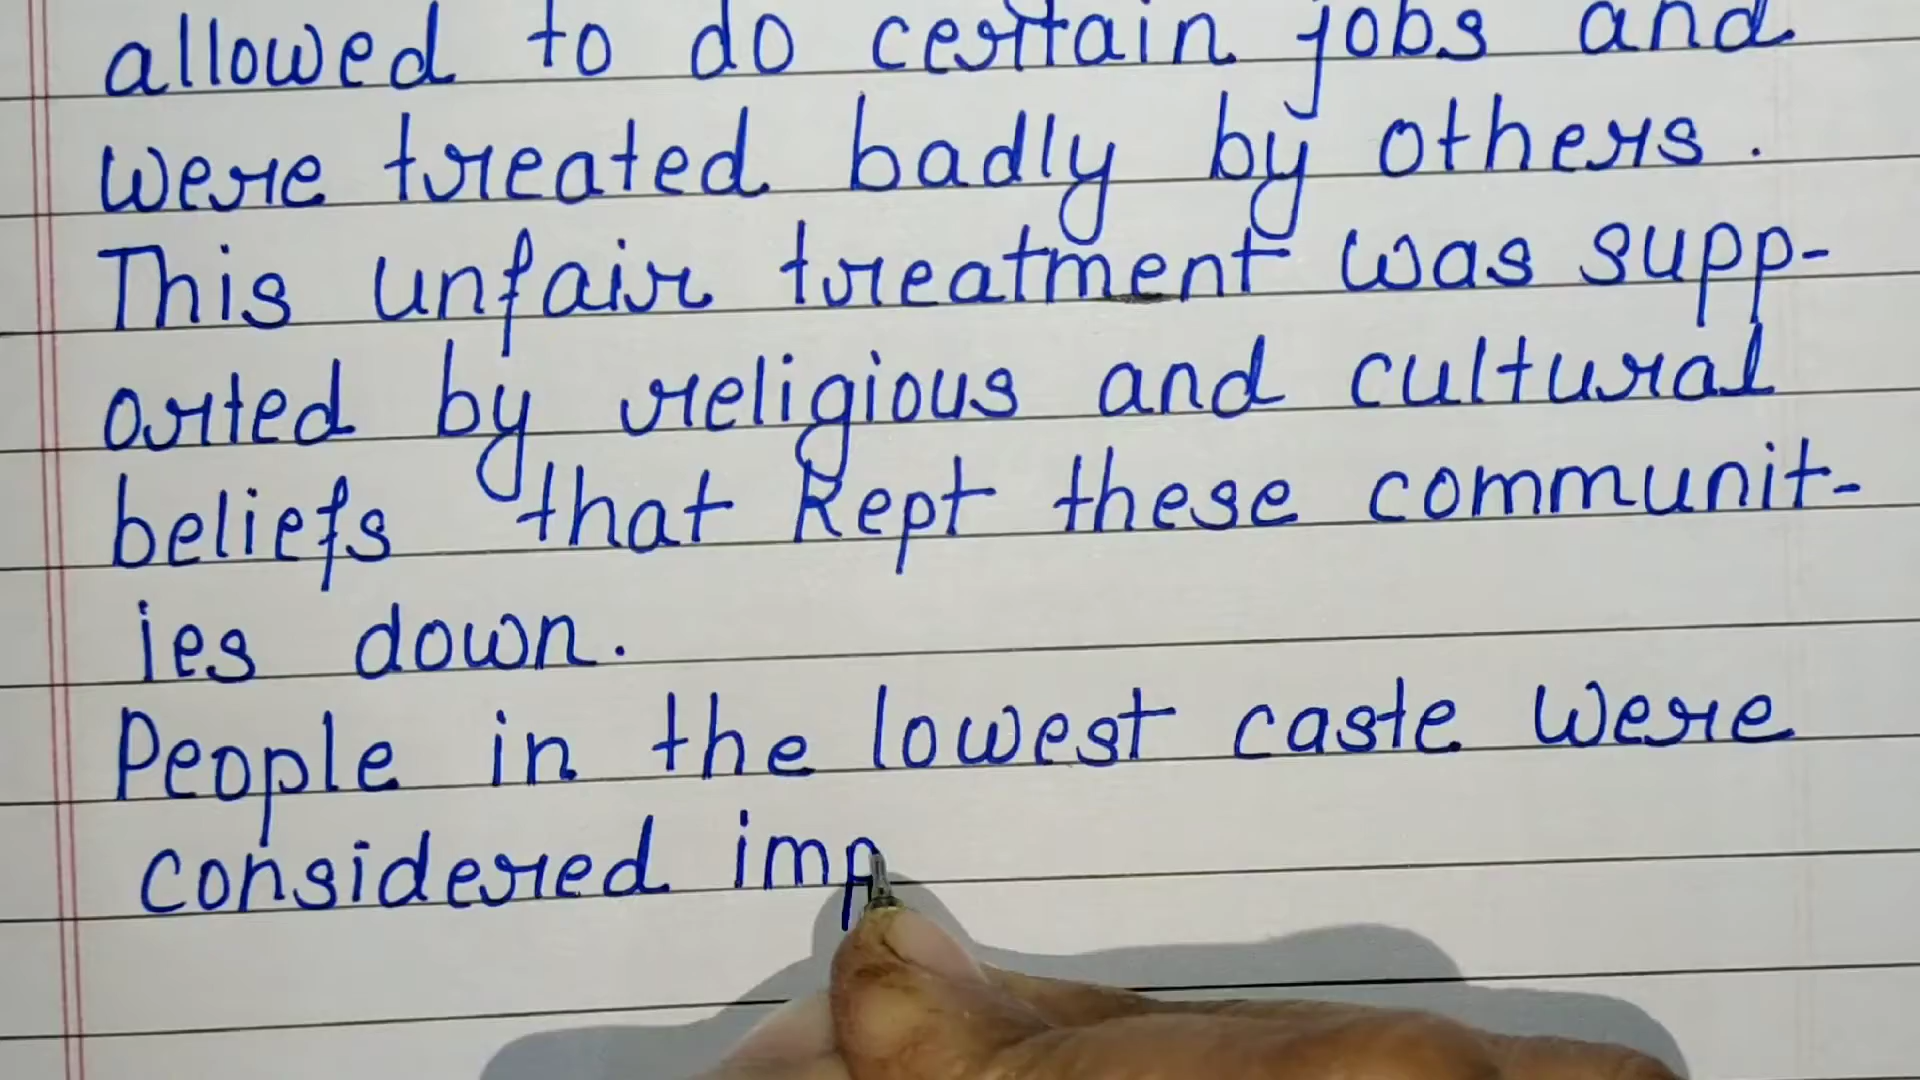 allowed to do certain jobs and
were treated badly by others.
This unfair treatment was supp-
orted by religious and cultural
beliefs that kept these communit-
ies down.
People in the lowest caste were
considered imp